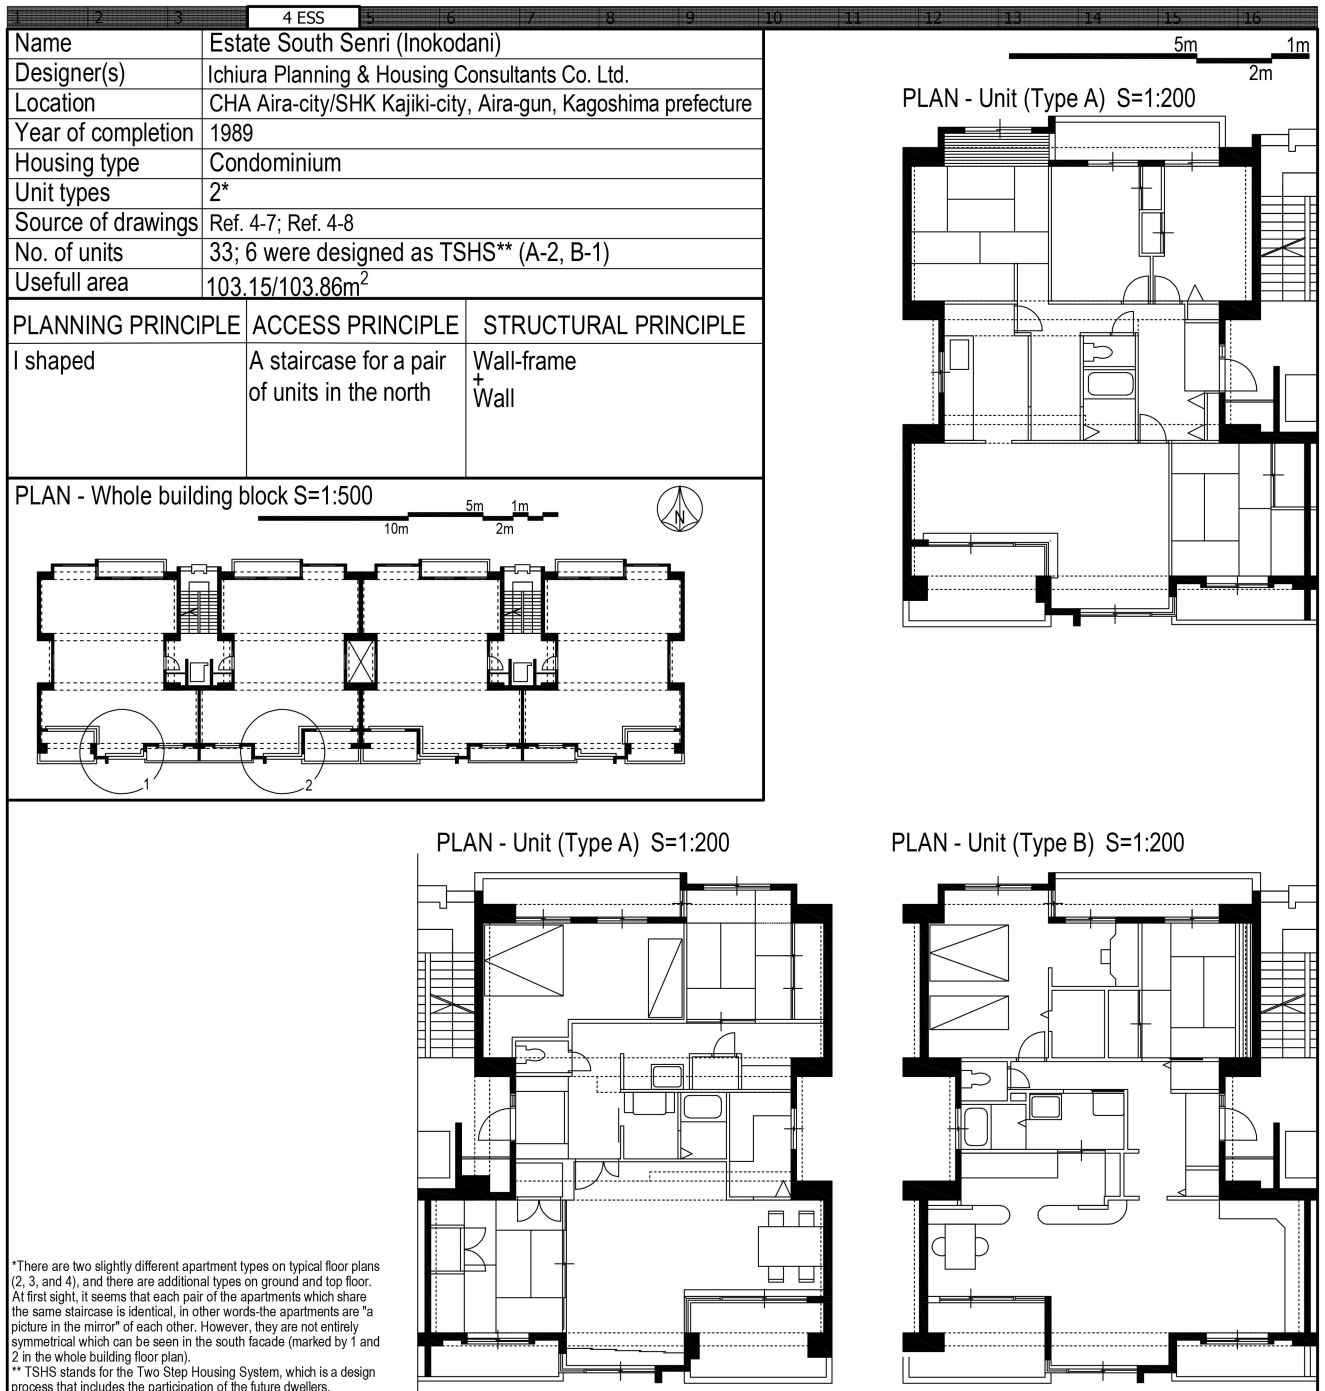 1 2 3 4 ESS 5 6 7 8 9 10 11 12 13 14 15 16
Name Estate South Senri (Inokodani)
Designer(s) Ichiura Planning & Housing Consultants Co. Ltd.
Location CHA Aira-city/SHK Kajiki-city, Aira-gun, Kagoshima prefecture
Year of completion 1989
Housing type Condominium
Unit types 2*
Source of drawings Ref. 4-7; Ref. 4-8
No. of units 33; 6 were designed as TSHS** (A-2, B-1)
Usefull area 103.15/103.86m²
PLANNING PRINCIPLE ACCESS PRINCIPLE STRUCTURAL PRINCIPLE
I shaped
A staircase for a pair
of units in the north
Wall-frame
+
Wall
PLAN - Whole building block S=1:500
5m 1m
10m 2m
N
1
2
5m 1m
2m
PLAN - Unit (Type A) S=1:200
PLAN - Unit (Type A) S=1:200
PLAN - Unit (Type B) S=1:200
*There are two slightly different apartment types on typical floor plans
(2, 3, and 4), and there are additional types on ground and top floor.
At first sight, it seems that each pair of the apartments which share
the same staircase is identical, in other words-the apartments are "a
picture in the mirror" of each other. However, they are not entirely
symmetrical which can be seen in the south facade (marked by 1 and
2 in the whole building floor plan).
** TSHS stands for the Two Step Housing System, which is a design
process that includes the participation of the future dwellers.